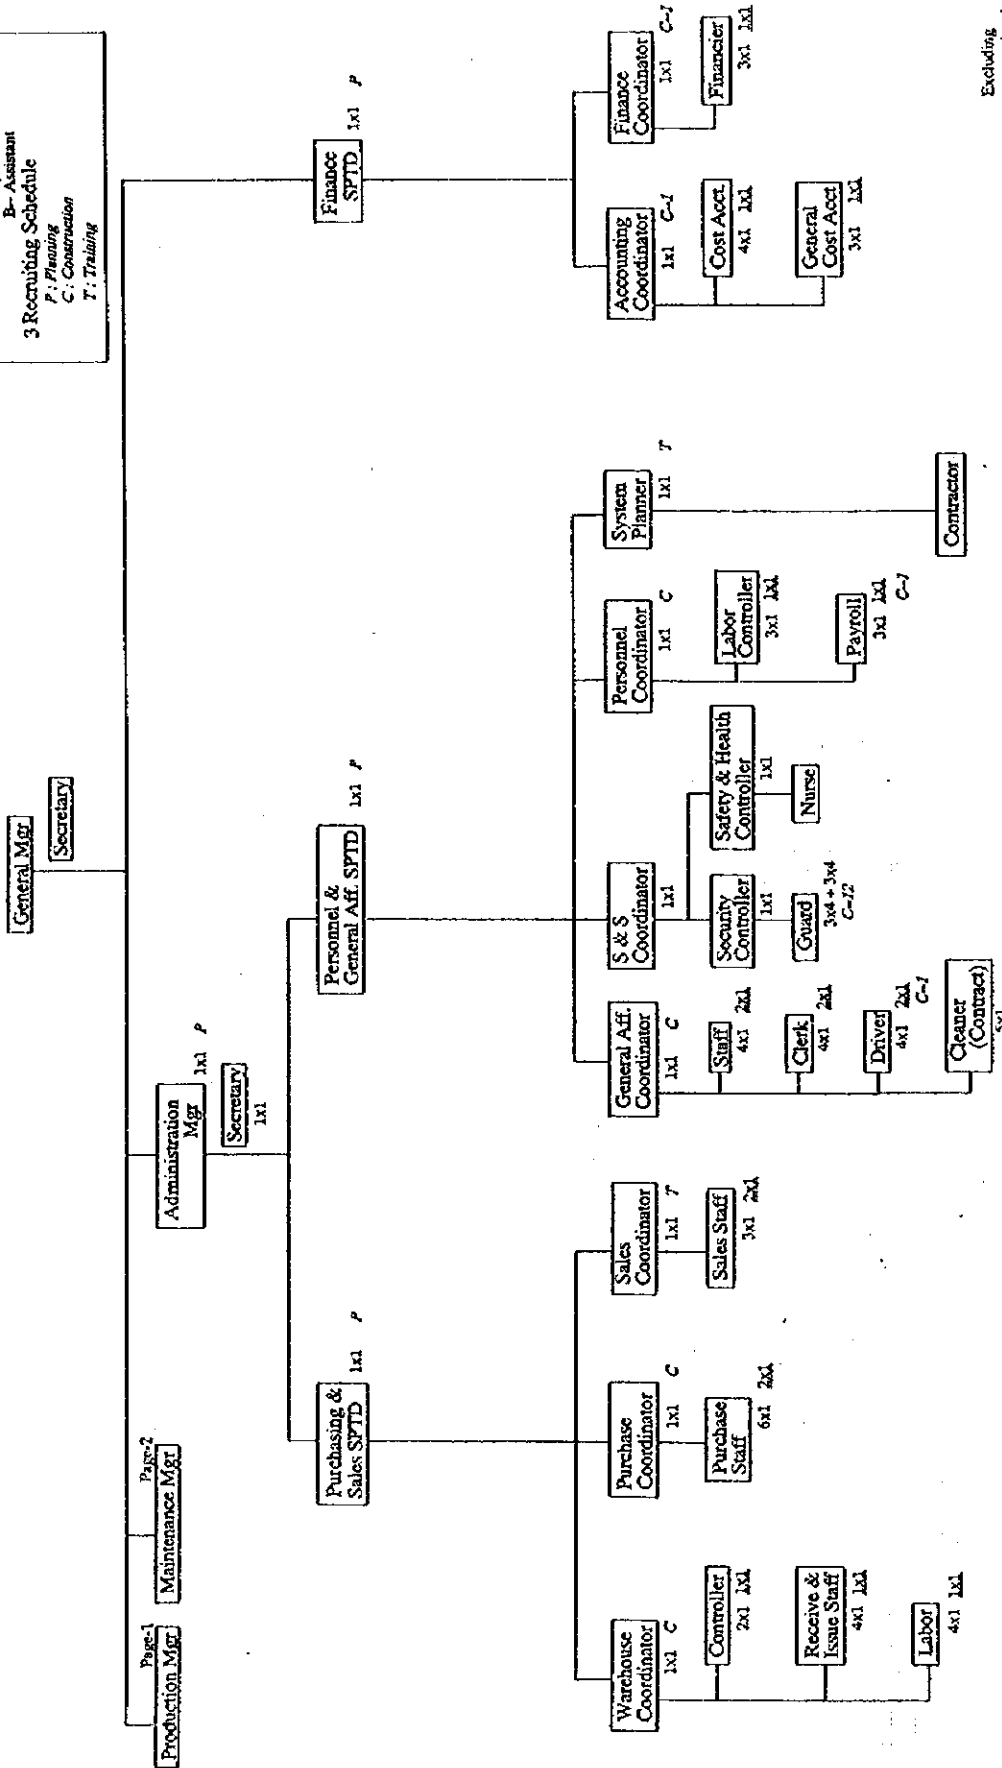 B-- Assistant
3 Recruiting Schedule
P : Planning
C : Construction
T : Training
General Mgr
Secretary
Page-1
Production Mgr
Page-2
Maintenance Mgr
Administration
Mgr
1x1 P
Secretary
1x1
Purchasing &
Sales SPTD
1x1 P
Personnel &
General Aff. SPTD
1x1 P
Finance
SPTD
1x1 P
Warehouse
Coordinator
1x1 C
Controller
2x1 1x1
Receive &
Issue Staff
4x1 1x1
Labor
4x1 1x1
Purchase
Coordinator
1x1 C
Purchase
Staff
6x1 2x1
Sales
Coordinator
1x1 T
Sales Staff
3x1 2x1
General Aff.
Coordinator
1x1 C
Staff
4x1 2x1
Clerk
4x1 2x1
Driver
4x1 2x1
C-1
Cleaner
(Contract)
S & S
Coordinator
1x1
Security
Controller
1x1
Guard
3x4 + 3x4
C-12
Safety & Health
Controller
1x1
Nurse
Personnel
Coordinator
1x1 C
Labor
Controller
3x1 1x1
Payroll
3x1 1x1
C-1
System
Planner
1x1 T
Contractor
Accounting
Coordinator
1x1 C-1
Cost Acct.
4x1 1x1
General
Cost Acct
3x1 1x1
Finance
Coordinator
1x1 C-1
Financier
3x1 1x1
Excluding